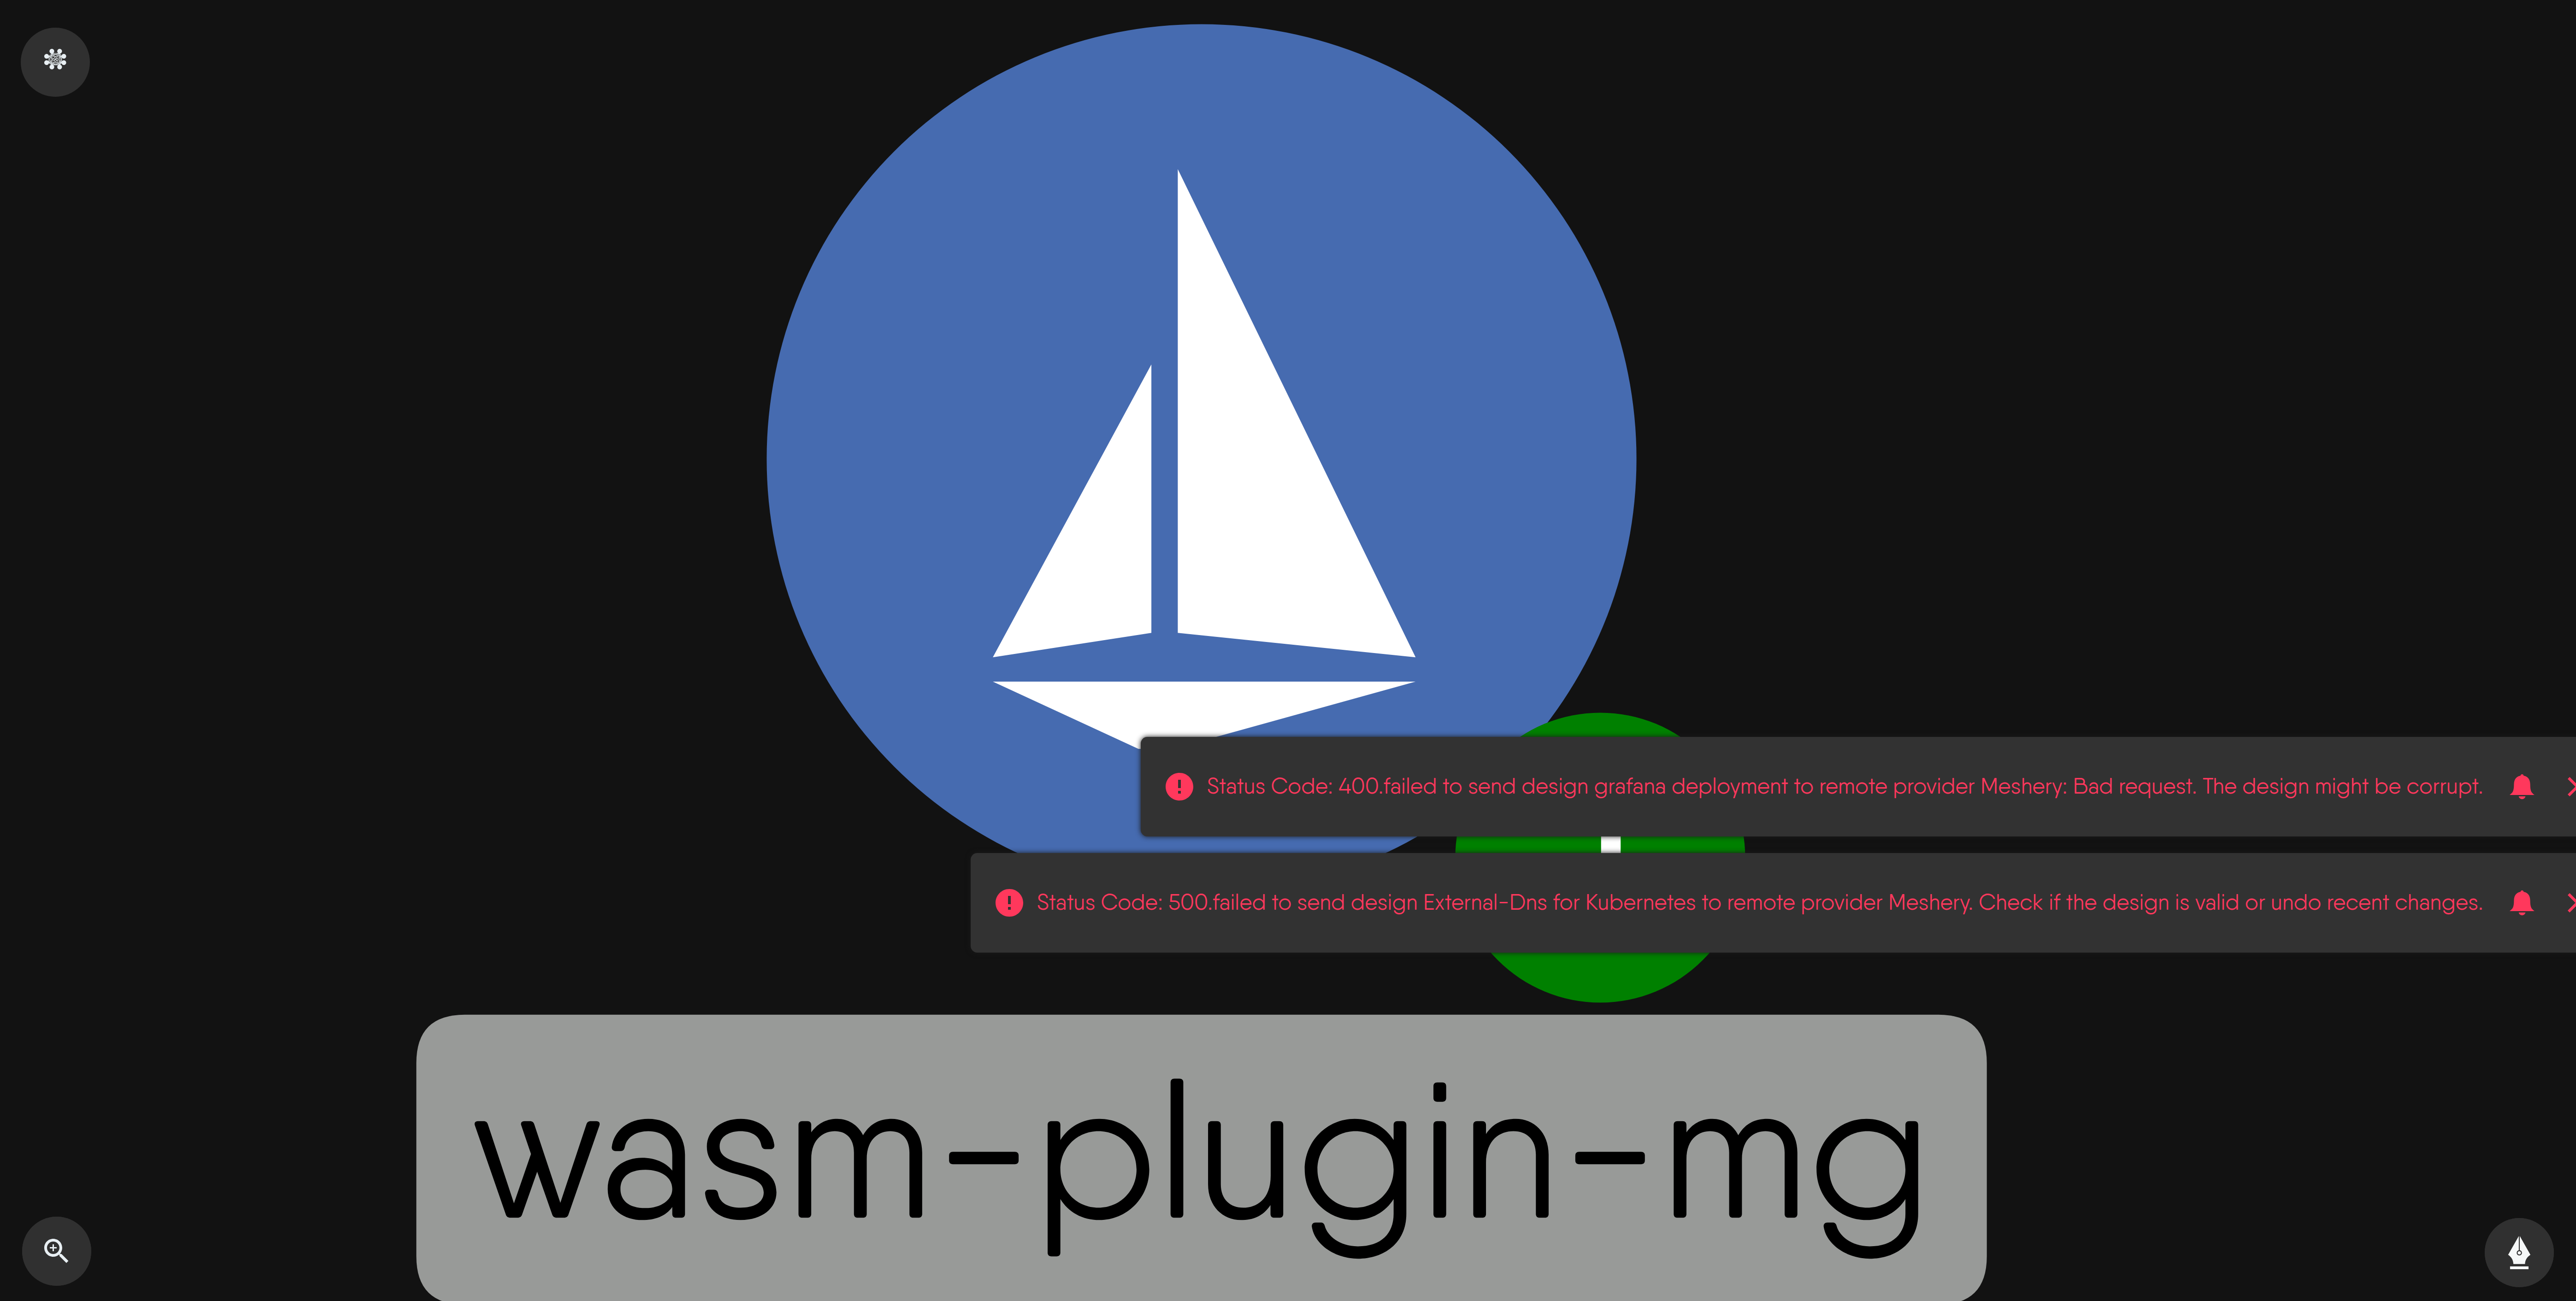 Status Code: 400.failed to send design grafana deployment to remote provider Meshery: Bad request. The design might be corrupt.
Status Code: 500.failed to send design External-Dns for Kubernetes to remote provider Meshery. Check if the design is valid or undo recent changes.
wasm-plugin-mg